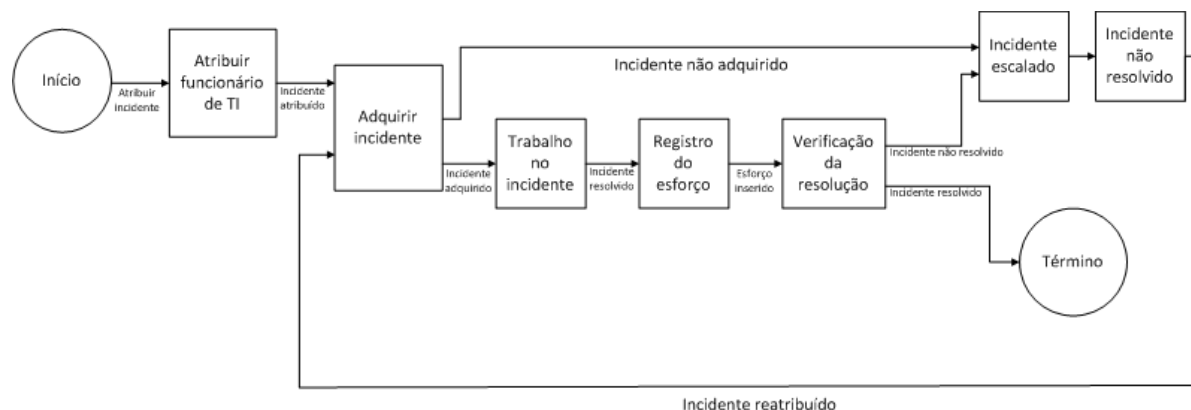 Início
Atribuir
incidente
Atribuir
funcionário
de TI
Incidente
atribuído
Adquirir
incidente
Incidente não adquirido
Incidente
adquirido
Trabalho
no
incidente
Incidente
resolvido
Registro
do
esforço
Esforço
inserido
Verificação
da
resolução
Incidente não resolvido
Incidente resolvido
Incidente
escalado
Incidente
não
resolvido
Término
Incidente reatribuído